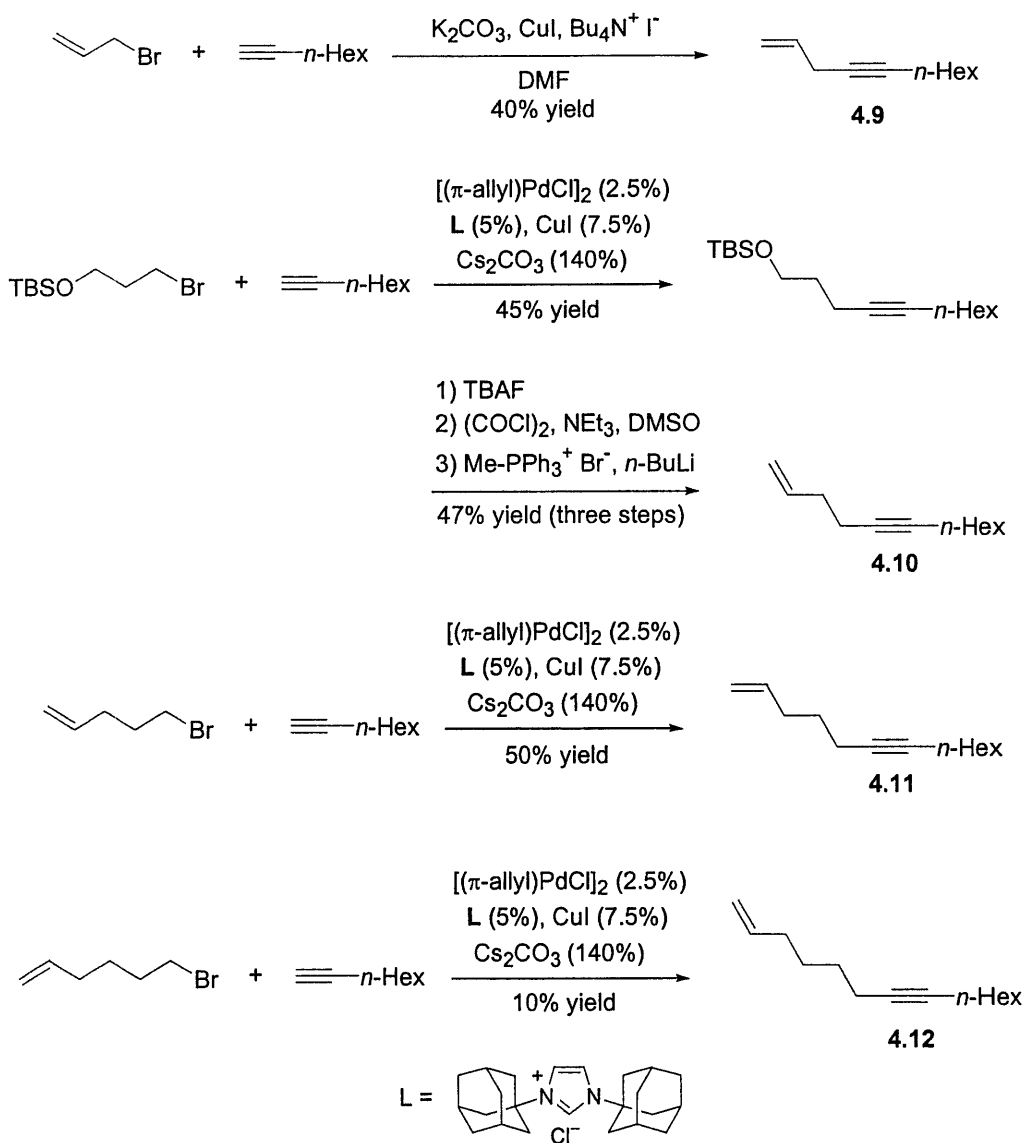 K2CO3, CuI, Bu4N+ I-
Br + n-Hex n-Hex
DMF
40% yield
4.9
[(π-allyl)PdCl]2 (2.5%)
L (5%), CuI (7.5%)
Cs2CO3 (140%)
TBSO Br + n-Hex TBSO n-Hex
45% yield
1) TBAF
2) (COCl)2, NEt3, DMSO
3) Me-PPh3+ Br-, n-BuLi
47% yield (three steps)
n-Hex
4.10
[(π-allyl)PdCl]2 (2.5%)
L (5%), CuI (7.5%)
Cs2CO3 (140%)
Br + n-Hex n-Hex
50% yield
4.11
[(π-allyl)PdCl]2 (2.5%)
L (5%), CuI (7.5%)
Cs2CO3 (140%)
Br + n-Hex n-Hex
10% yield
4.12
L = N + N
Cl−